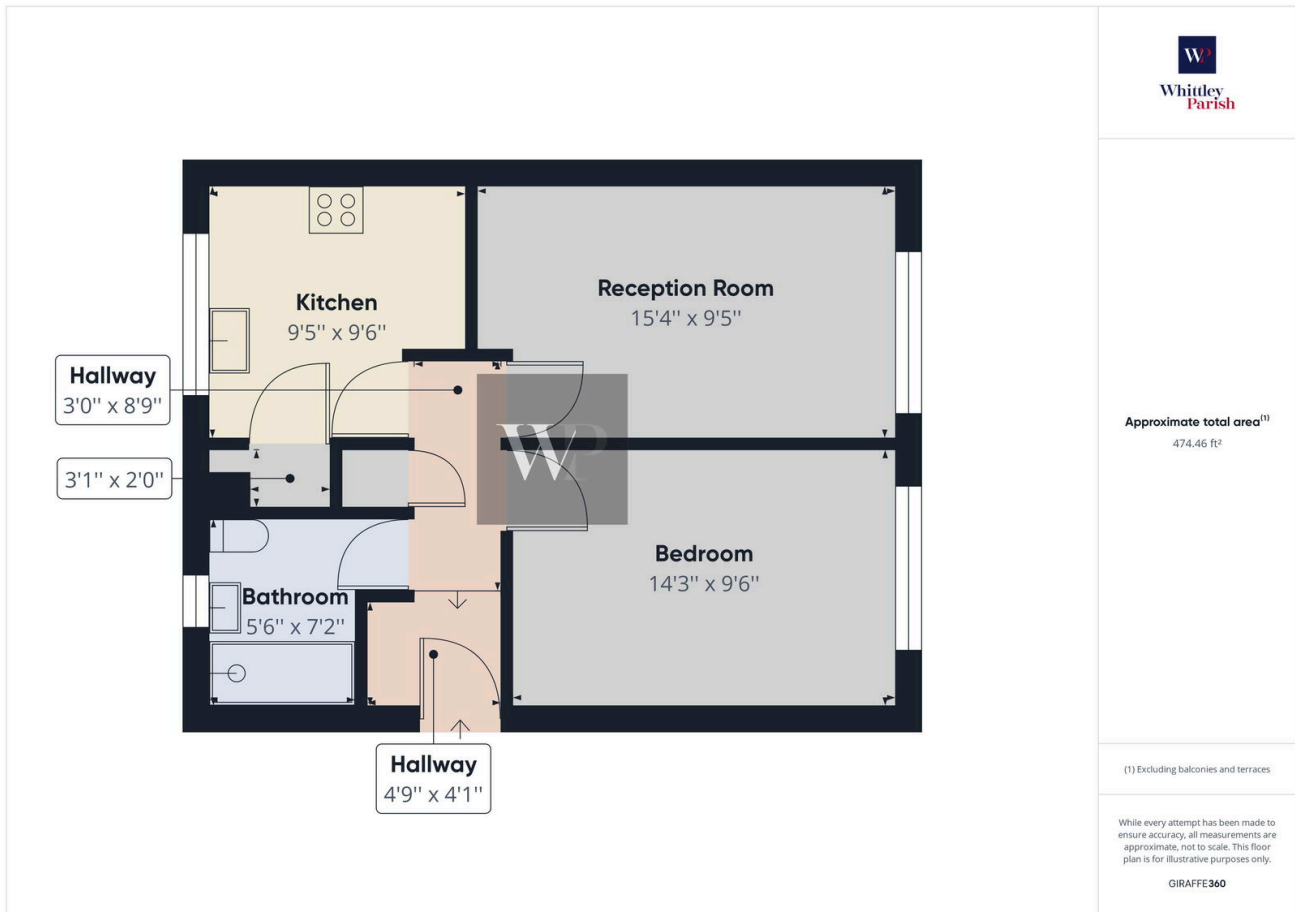 WP
Whittley
Parish
Kitchen
9'5'' x 9'6''
Reception Room
15'4'' x 9'5''
Hallway
3'0'' x 8'9''
3'1'' x 2'0''
WP
Bathroom
5'6'' x 7'2''
Bedroom
14'3'' x 9'6''
Hallway
4'9'' x 4'1''
Approximate total area(1)
474.46 ft²
(1) Excluding balconies and terraces
While every attempt has been made to
ensure accuracy, all measurements are
approximate, not to scale. This floor
plan is for illustrative purposes only.
GIRAFFE360